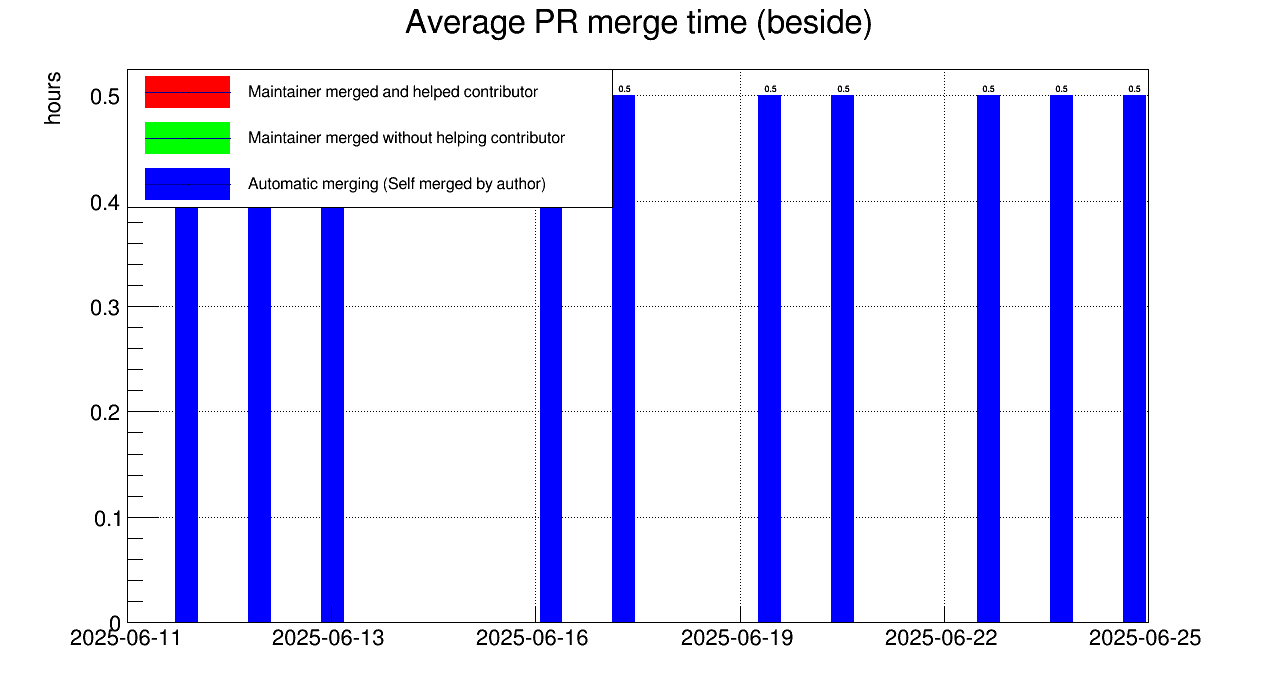 Average PR merge time (beside)
hours
Maintainer merged and helped contributor
Maintainer merged without helping contributor
Automatic merging (Self merged by author)
0.5 0.5 0.5 0.5 0.5 0.5
0.5
0.4
0.3
0.2
0.1
0
2025-06-11 2025-06-13 2025-06-16 2025-06-19 2025-06-22 2025-06-25